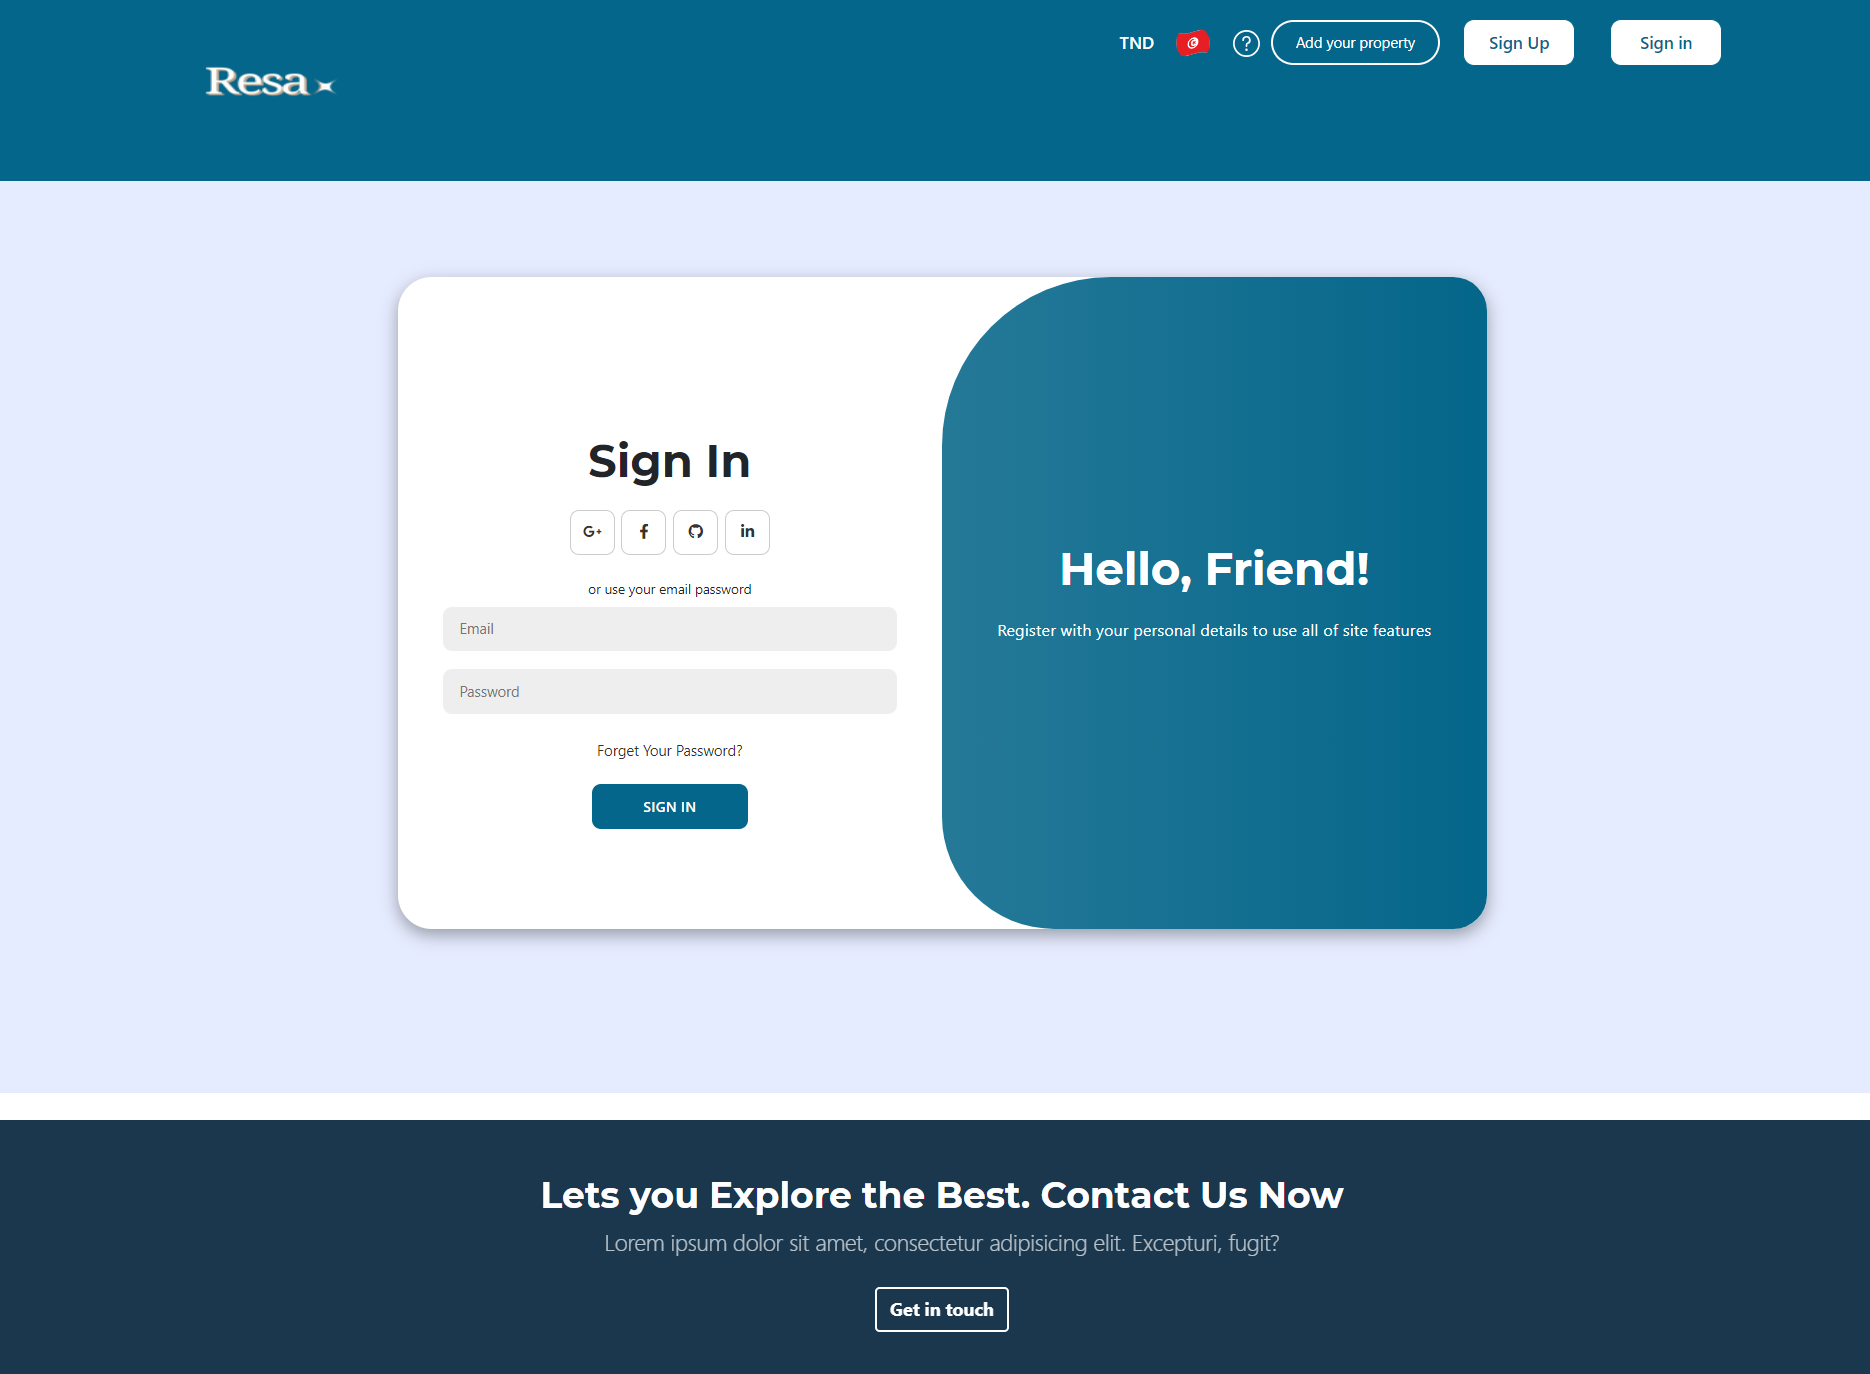 TND
Add your property
Sign Up
Sign in
Resa
Sign In
G+
f
in
or use your email password
Email
Password
Forget Your Password?
SIGN IN
Hello, Friend!
Register with your personal details to use all of site features
Lets you Explore the Best. Contact Us Now
Lorem ipsum dolor sit amet, consectetur adipisicing elit. Excepturi, fugit?
Get in touch